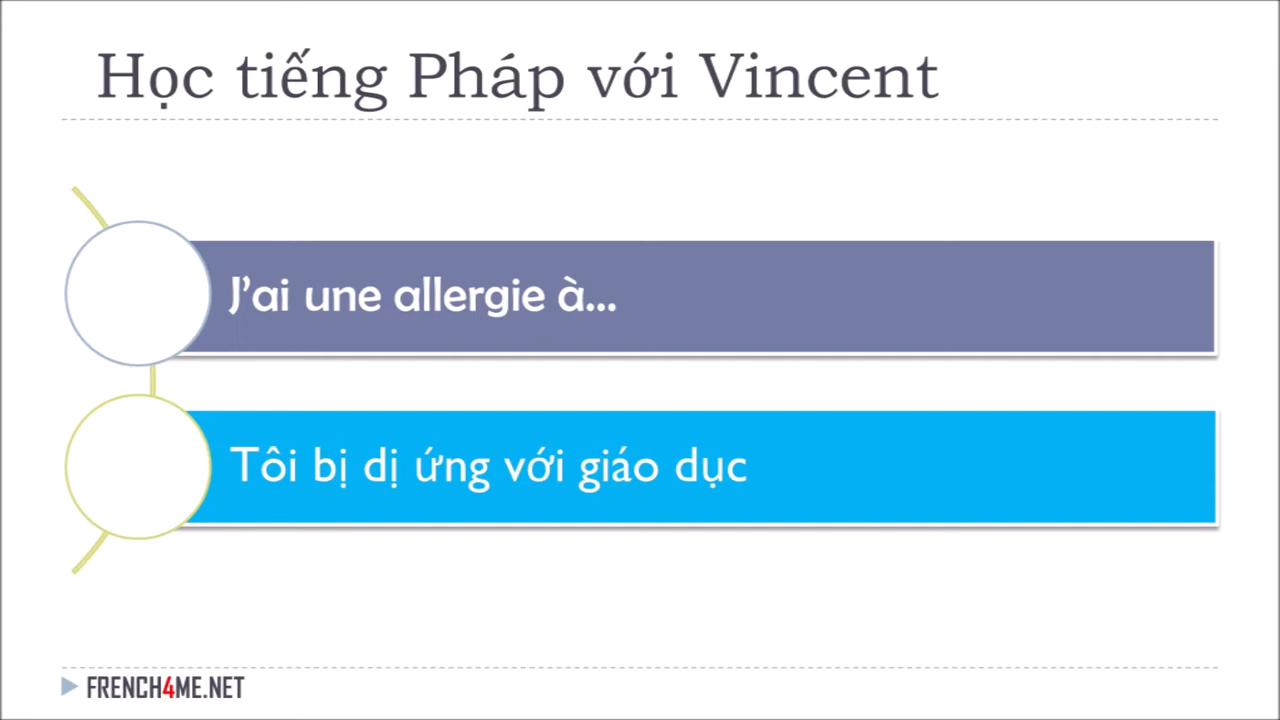 Học tiếng Pháp với Vincent
J'ai une allergie à...
Tôi bị dị ứng với giáo dục
FRENCH4ME.NET